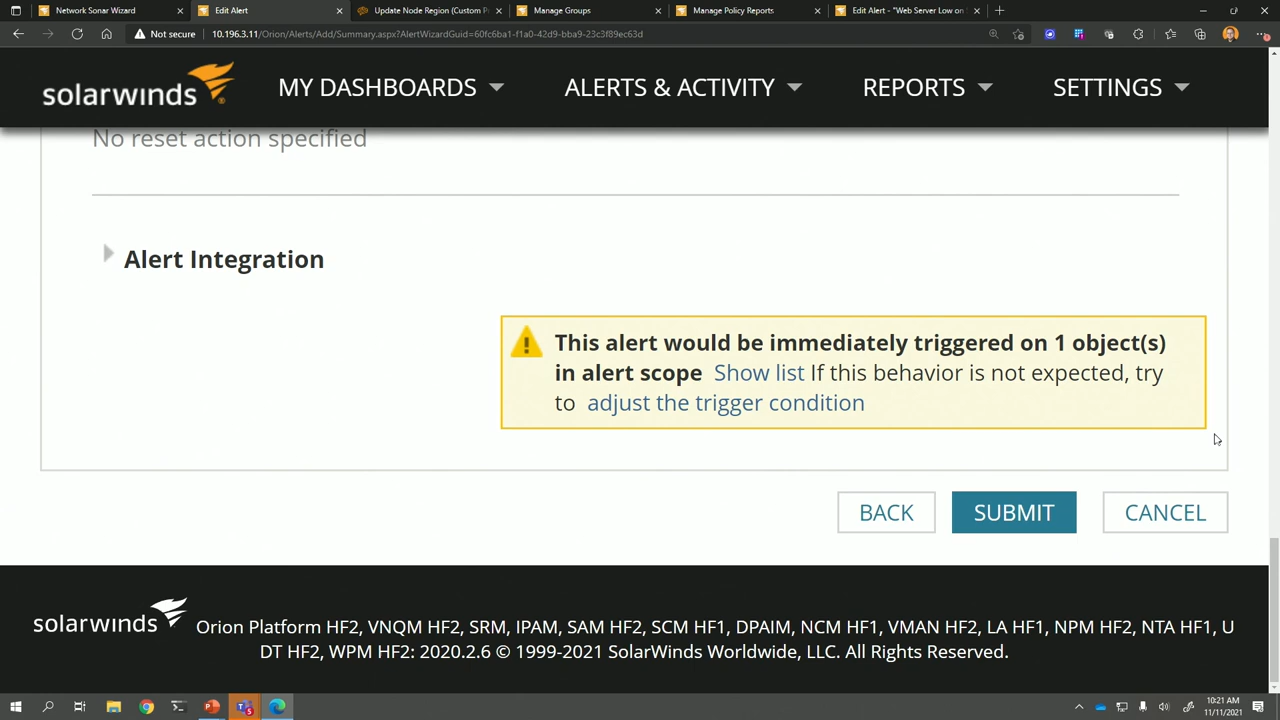 Network Sonar Wizard
Edit Alert
Update Node Region (Custom P
Manage Groups
Manage Policy Reports
Edit Alert - "Web Server Low on
Not secure
10.196.3.11/Orion/Alerts/Add/Summary.aspx?AlertWizardGuid=60fc6ba1-f1a0-42d9-bba9-23c3f89ec63d
solarwinds
MY DASHBOARDS
ALERTS & ACTIVITY
REPORTS
SETTINGS
No reset action specified
Alert Integration
This alert would be immediately triggered on 1 object(s)
in alert scope Show list If this behavior is not expected, try
to adjust the trigger condition
BACK
SUBMIT
CANCEL
solarwinds
Orion Platform HF2, VNQM HF2, SRM, IPAM, SAM HF2, SCM HF1, DPAIM, NCM HF1, VMAN HF2, LA HF1, NPM HF2, NTA HF1, U
DT HF2, WPM HF2: 2020.2.6 © 1999-2021 SolarWinds Worldwide, LLC. All Rights Reserved.
10:21 AM
11/11/2021